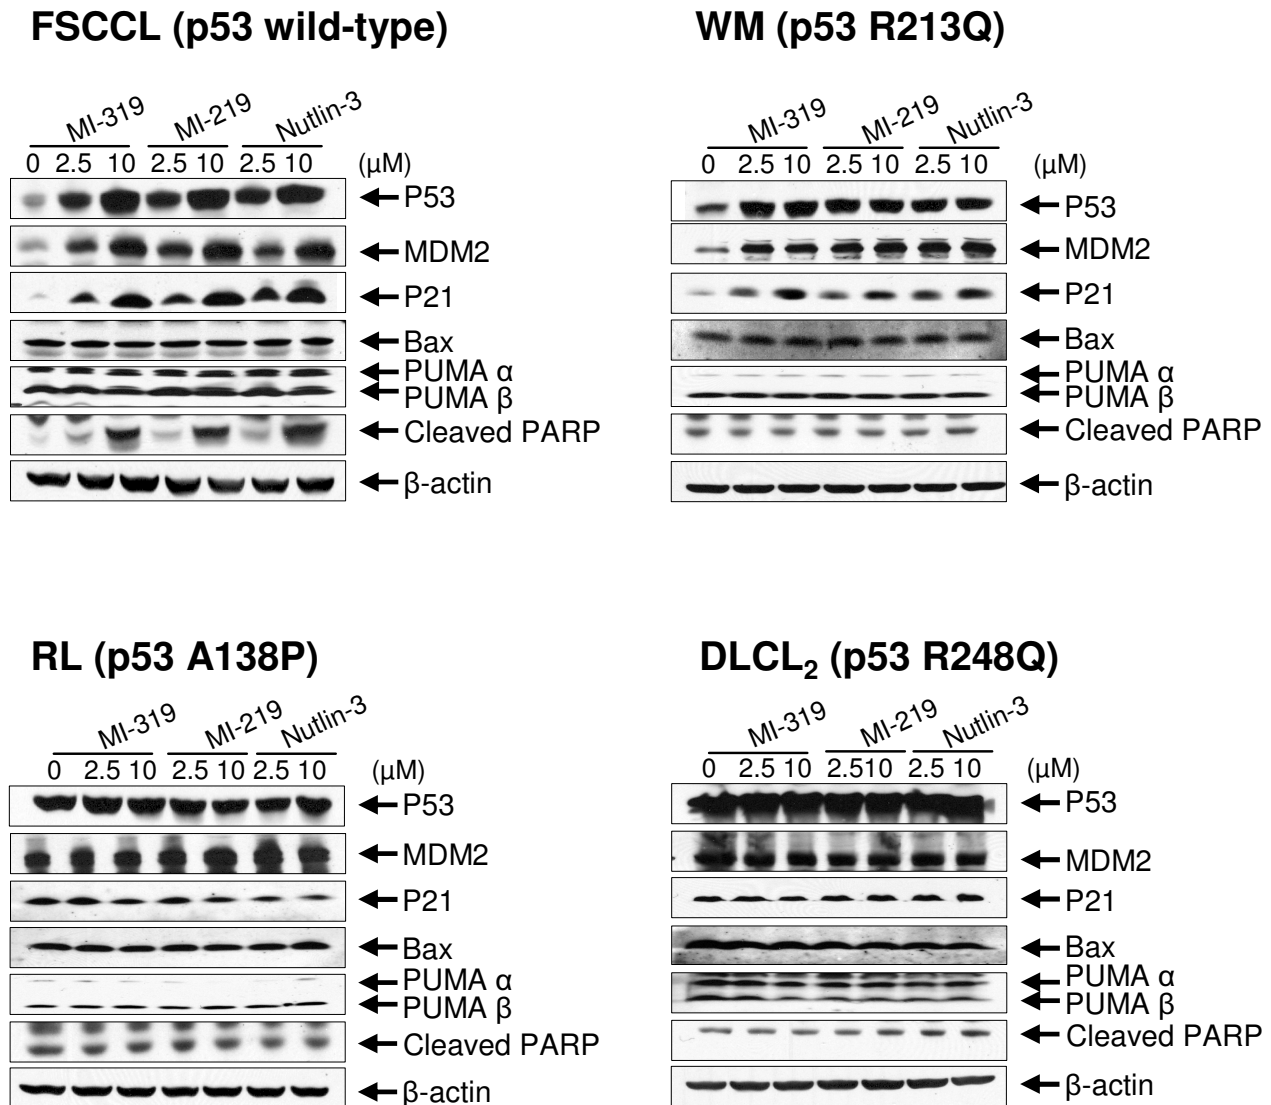 FSCCL (p53 wild-type)
MI-319 MI-219 Nutlin-3
0 2.5 10 2.5 10 2.5 10 (μM)
P53
MDM2
P21
Bax
PUMA α
PUMA β
Cleaved PARP
β-actin
WM (p53 R213Q)
MI-319 MI-219 Nutlin-3
0 2.5 10 2.5 10 2.5 10 (μM)
P53
MDM2
P21
Bax
PUMA α
PUMA β
Cleaved PARP
β-actin
RL (p53 A138P)
MI-319 MI-219 Nutlin-3
0 2.5 10 2.5 10 2.5 10 (μM)
P53
MDM2
P21
Bax
PUMA α
PUMA β
Cleaved PARP
β-actin
DLCL2 (p53 R248Q)
MI-319 MI-219 Nutlin-3
0 2.5 10 2.510 2.5 10 (μM)
P53
MDM2
P21
Bax
PUMA α
PUMA β
Cleaved PARP
β-actin